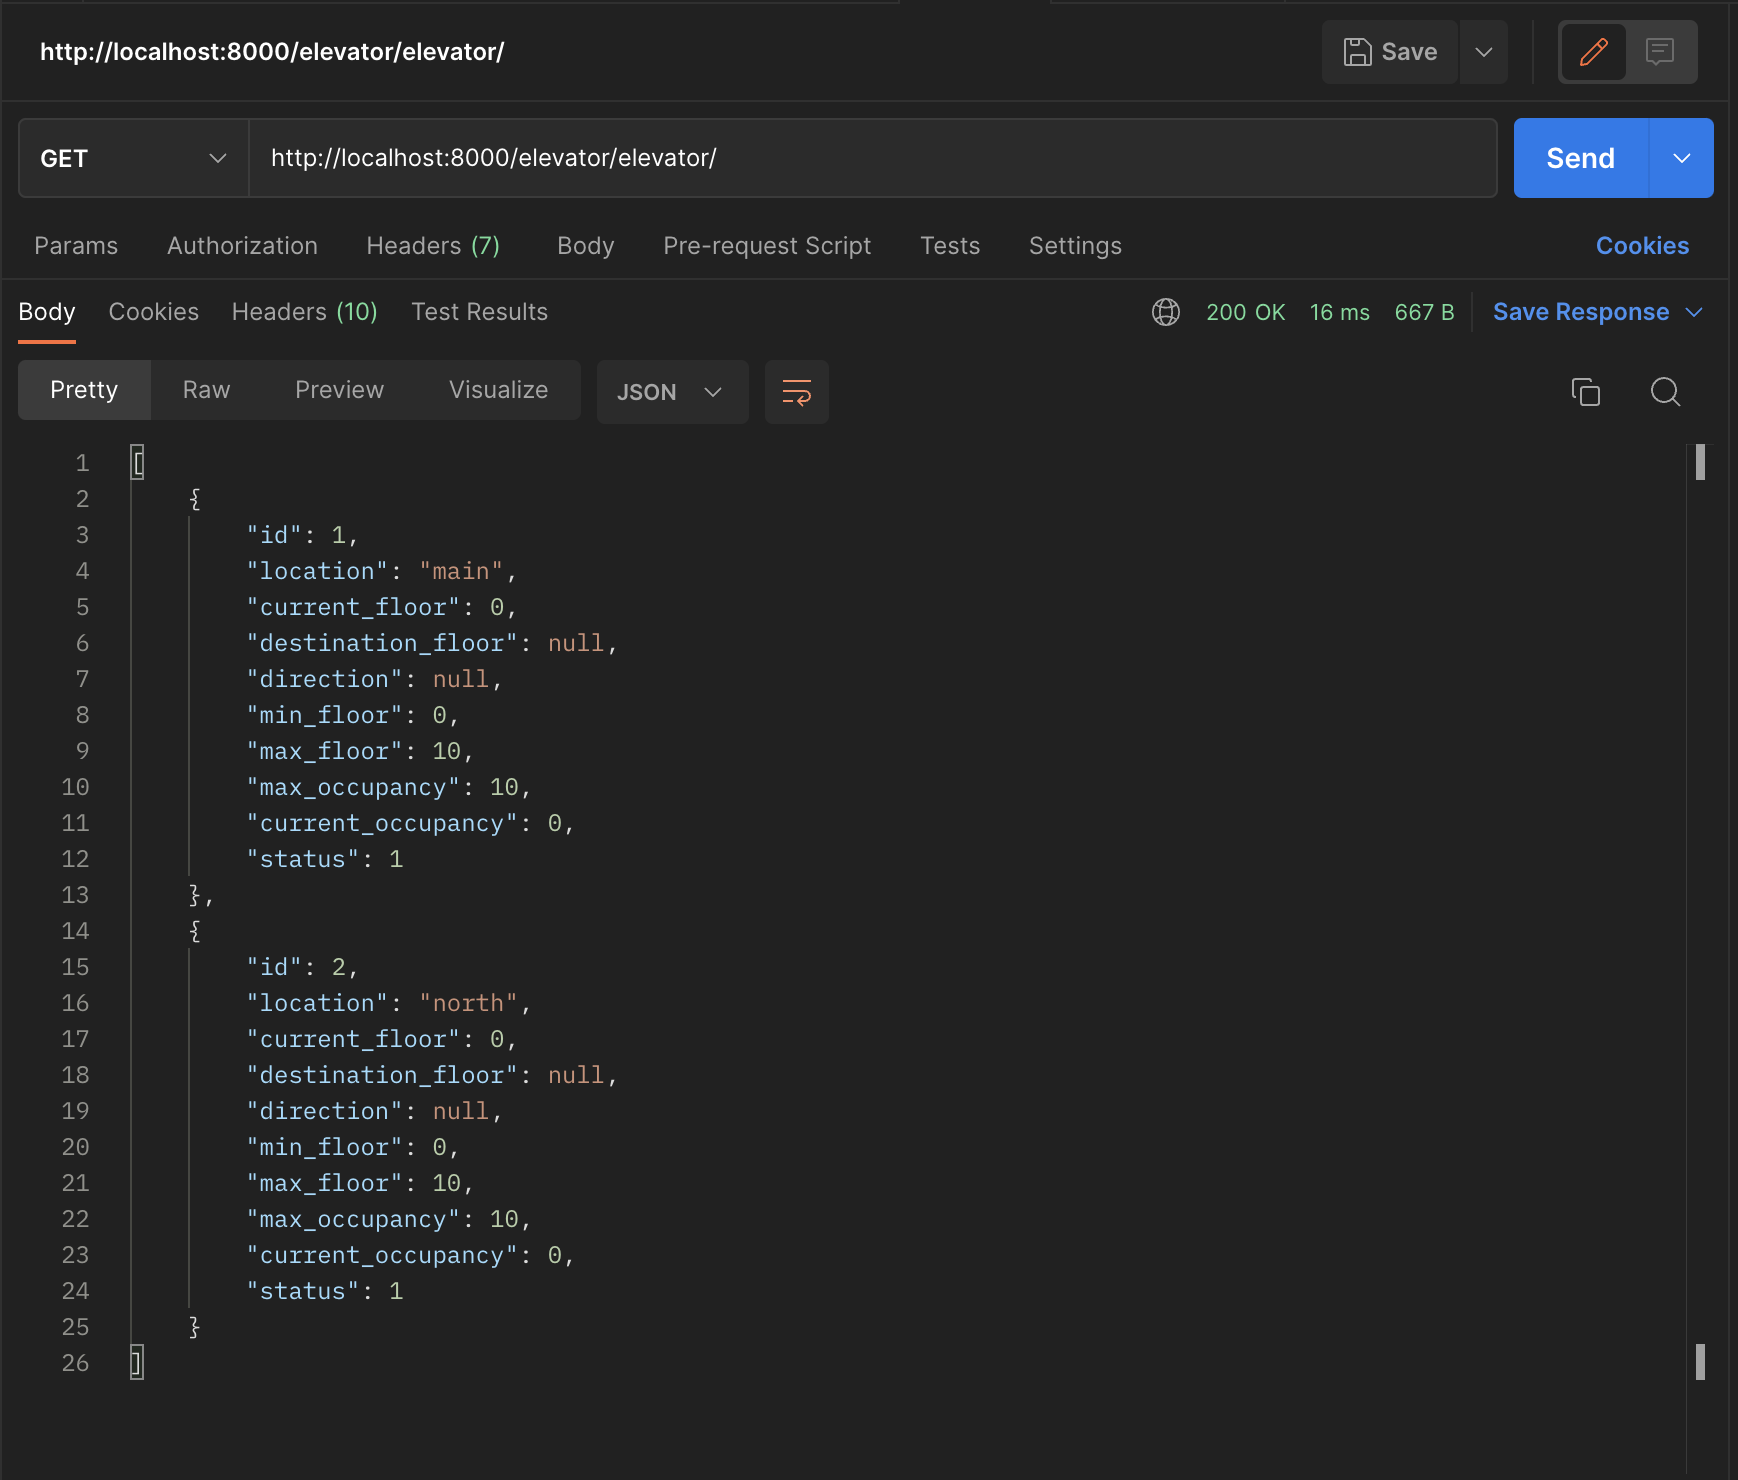 http://localhost:8000/elevator/elevator/ Save
GET http://localhost:8000/elevator/elevator/ Send
Params Authorization Headers (7) Body Pre-request Script Tests Settings Cookies
Body Cookies Headers (10) Test Results 200 OK 16 ms 667 B Save Response
Pretty Raw Preview Visualize JSON
1 [
2 {
3 "id": 1,
4 "location": "main",
5 "current_floor": 0,
6 "destination_floor": null,
7 "direction": null,
8 "min_floor": 0,
9 "max_floor": 10,
10 "max_occupancy": 10,
11 "current_occupancy": 0,
12 "status": 1
13 },
14 {
15 "id": 2,
16 "location": "north",
17 "current_floor": 0,
18 "destination_floor": null,
19 "direction": null,
20 "min_floor": 0,
21 "max_floor": 10,
22 "max_occupancy": 10,
23 "current_occupancy": 0,
24 "status": 1
25 }
26 ]